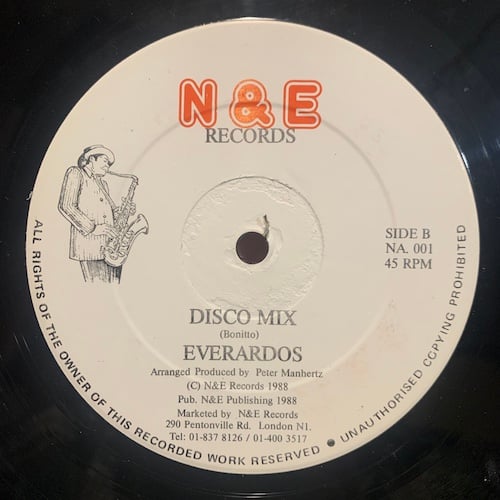 N & E
RECORDS
SIDE B
NA. 001
45 RPM
DISCO MIX
(Bonitto)
EVERARDOS
Arranged Produced by Peter Manhertz
(C) N&E Records 1988
Pub. N&E Publishing 1988
Marketed by N&E Records
290 Pentonville Rd. London N1.
Tel: 01-837 8126 / 01-400 3517
ALL RIGHTS OF THE OWNER OF THIS RECORDED WORK RESERVED ● UNAUTHORISED COPYING PROHIBITED